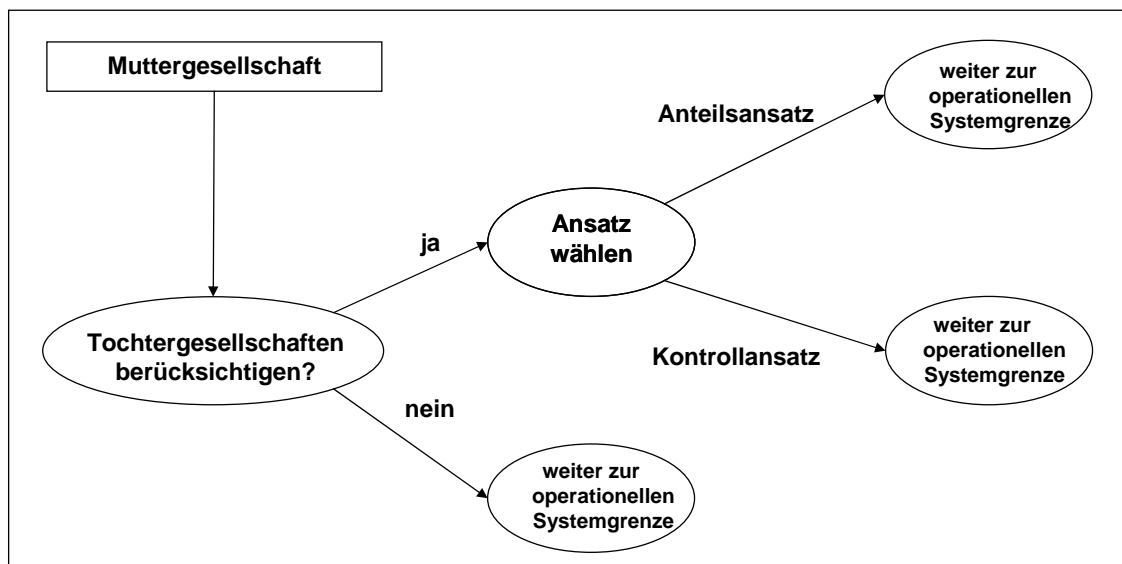 Muttergesellschaft
weiter zur
operationellen
Systemgrenze
Anteilsansatz
Ansatz
wählen
ja
Tochtergesellschaften
berücksichtigen?
weiter zur
operationellen
Systemgrenze
Kontrollansatz
nein
weiter zur
operationellen
Systemgrenze